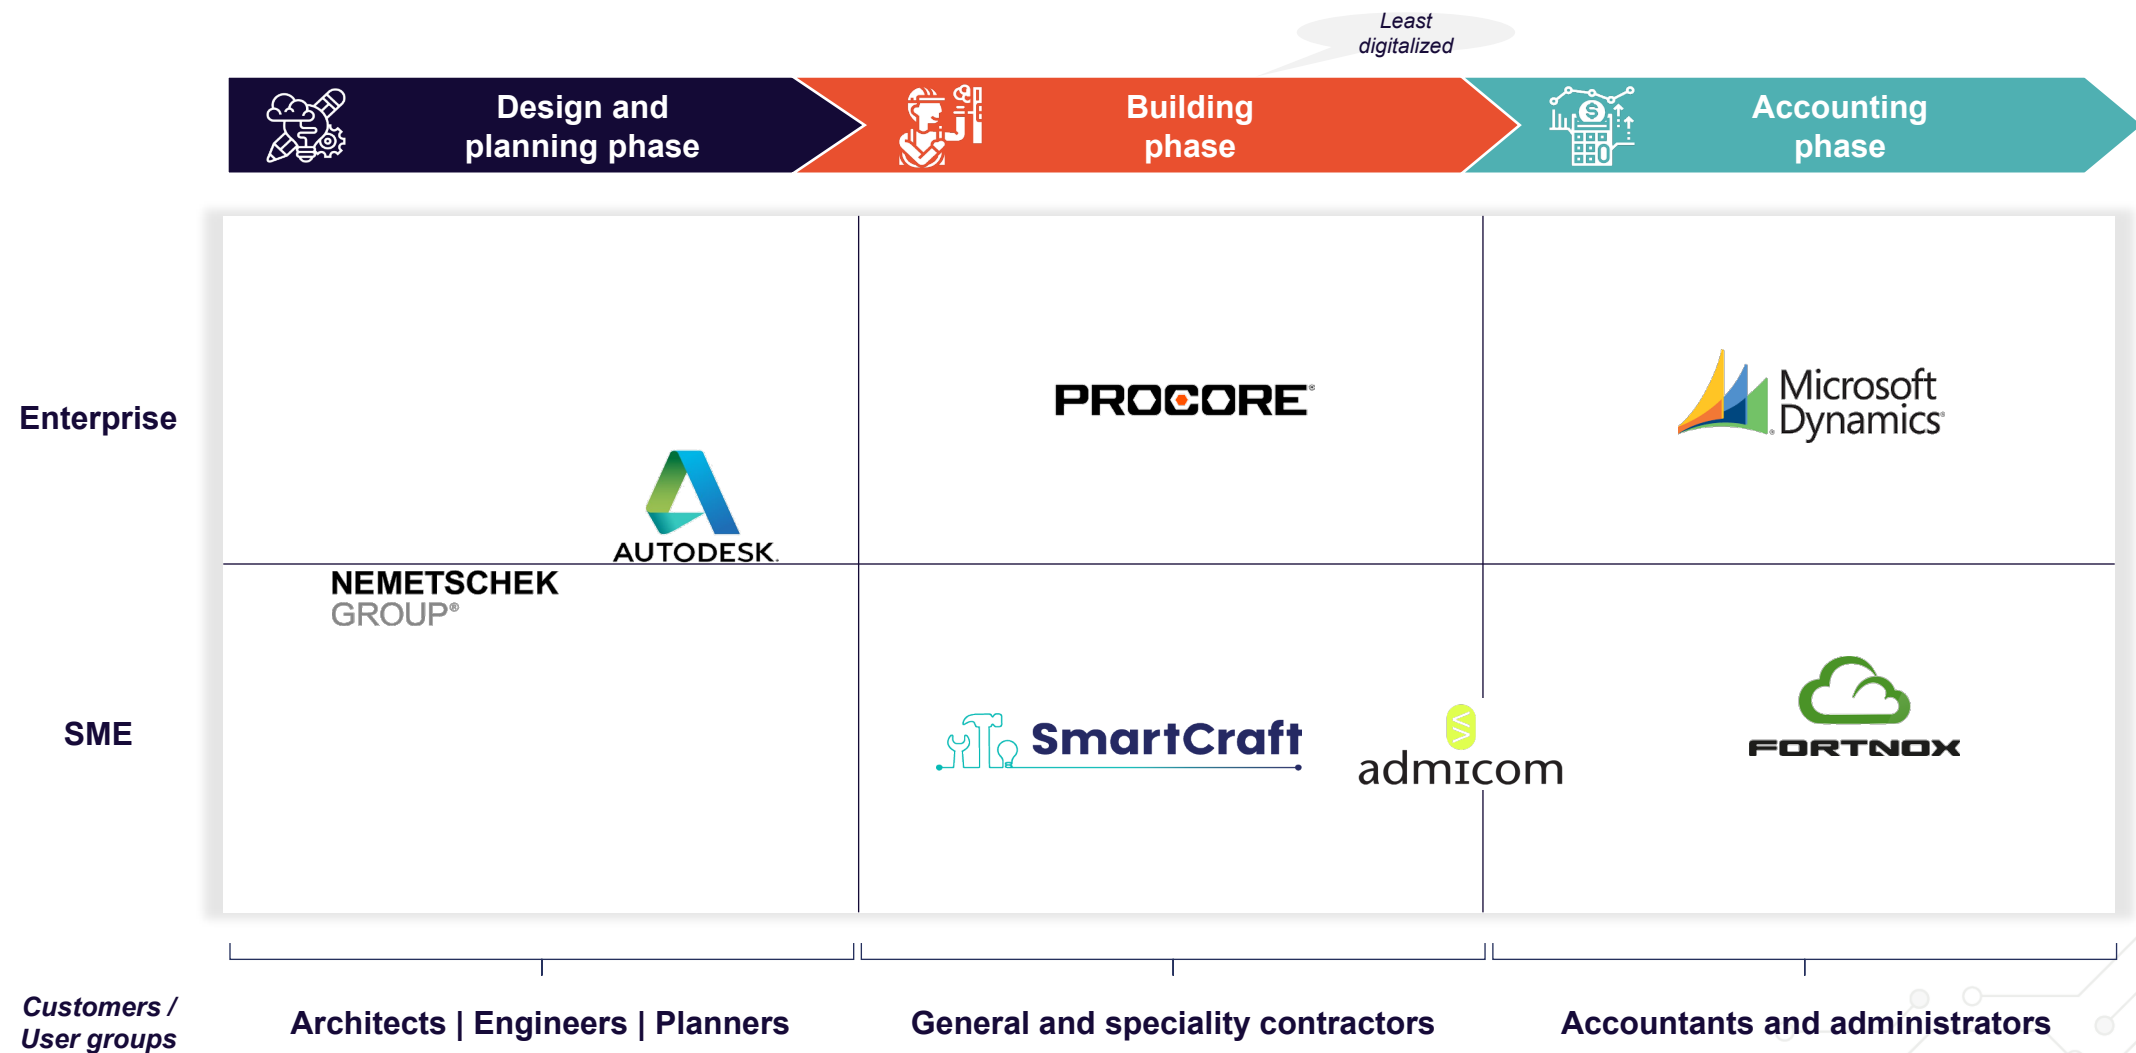 Least
digitalized
Design and
planning phase
Building
phase
Accounting
phase
Enterprise
PROCORE®
Microsoft
Dynamics®
AUTODESK.
NEMETSCHEK
GROUP®
SME
SmartCraft
admicom
FORTNOX
Customers /
User groups
Architects | Engineers | Planners
General and speciality contractors
Accountants and administrators